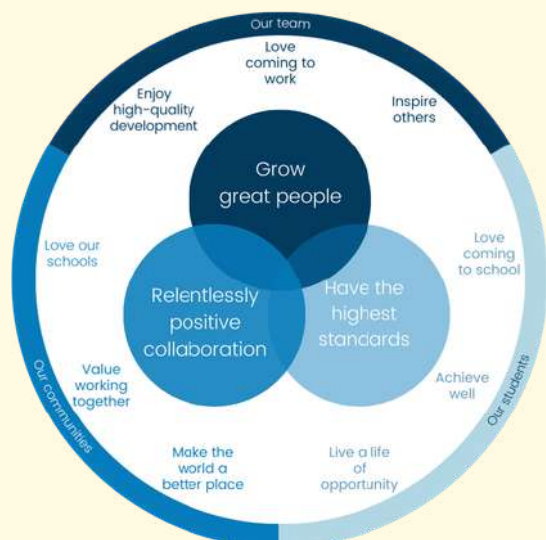 Our team
Love
coming to
work
Enjoy
high-quality
development
Inspire
others
Grow
great people
Love our
schools
Love
coming
to school
Relentlessly
positive
collaboration
Have the
highest
standards
Value
working
together
Achieve
well
Our communities
Our students
Make the
world a
better place
Live a life
of
opportunity